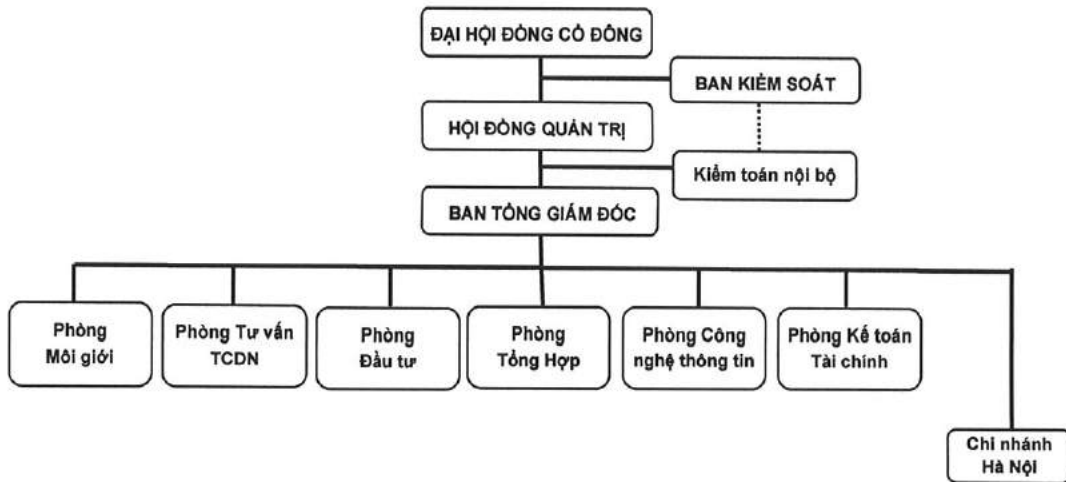 ĐẠI HỘI ĐỒNG CỔ ĐÔNG
BAN KIỂM SOÁT
HỘI ĐỒNG QUẢN TRỊ
Kiểm toán nội bộ
BAN TỔNG GIÁM ĐỐC
Phòng
Môi giới
Phòng Tư vấn
TCDN
Phòng
Đầu tư
Phòng
Tổng Hợp
Phòng Công
nghệ thông tin
Phòng Kế toán
Tài chính
Chi nhánh
Hà Nội